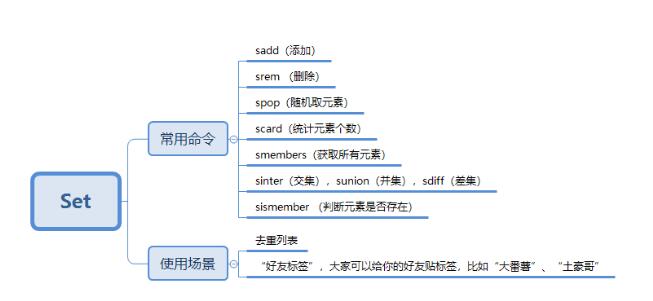 Set
常用命令
sadd（添加）
srem （删除）
spop（随机取元素）
scard（统计元素个数）
smembers（获取所有元素）
sinter（交集），sunion（并集），sdiff（差集）
sismember （判断元素是否存在）
使用场景
去重列表
“好友标签”，大家可以给你的好友贴标签，比如“大番薯”、“土豪哥”